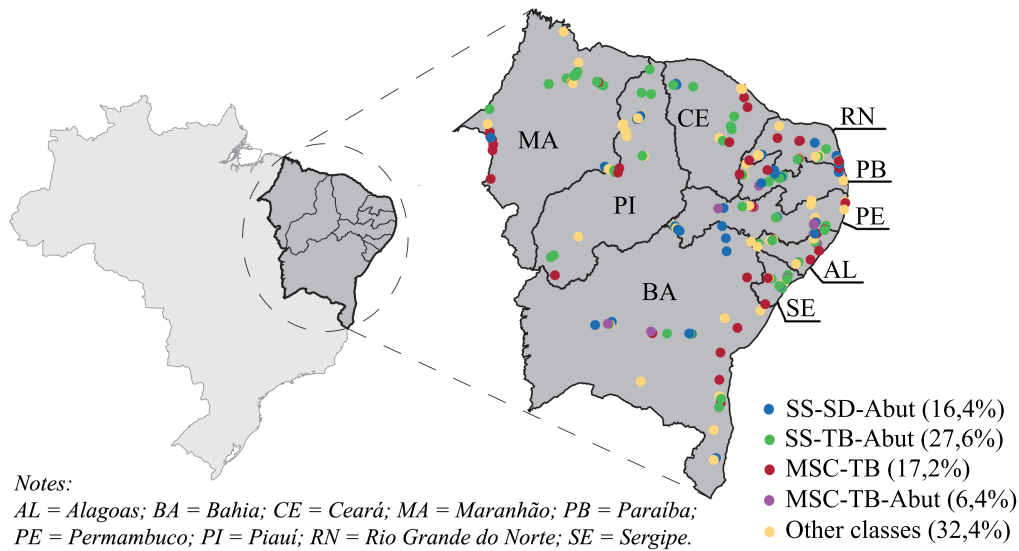 MA
CE
RN
PB
PI
PE
AL
BA
SE
SS-SD-Abut (16,4%)
SS-TB-Abut (27,6%)
MSC-TB (17,2%)
MSC-TB-Abut (6,4%)
Other classes (32,4%)
Notes:
AL = Alagoas; BA = Bahia; CE = Ceará; MA = Maranhão; PB = Paraíba;
PE = Permambuco; PI = Piauí; RN = Rio Grande do Norte; SE = Sergipe.